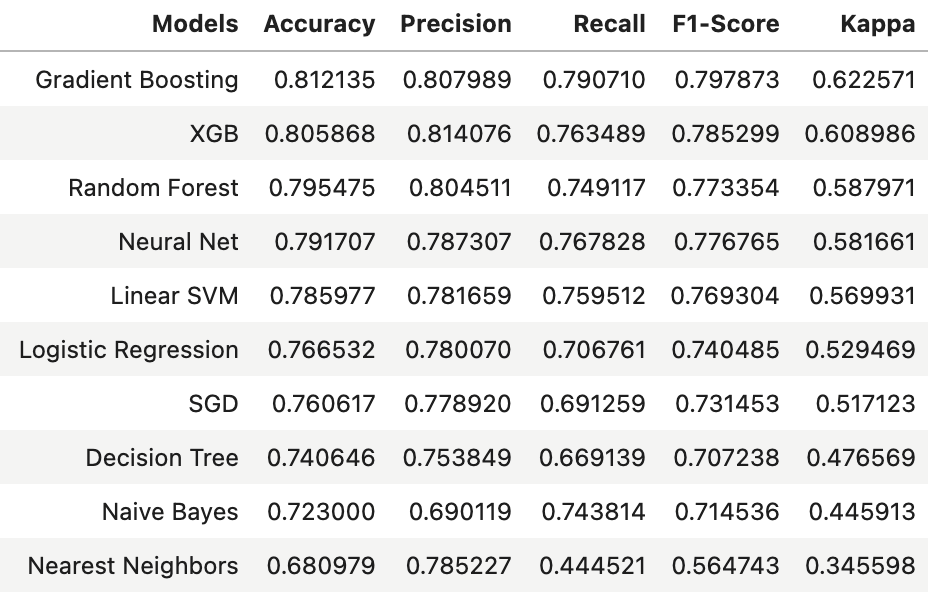 Models Accuracy Precision Recall F1-Score Kappa
Gradient Boosting 0.812135 0.807989 0.790710 0.797873 0.622571
XGB 0.805868 0.814076 0.763489 0.785299 0.608986
Random Forest 0.795475 0.804511 0.749117 0.773354 0.587971
Neural Net 0.791707 0.787307 0.767828 0.776765 0.581661
Linear SVM 0.785977 0.781659 0.759512 0.769304 0.569931
Logistic Regression 0.766532 0.780070 0.706761 0.740485 0.529469
SGD 0.760617 0.778920 0.691259 0.731453 0.517123
Decision Tree 0.740646 0.753849 0.669139 0.707238 0.476569
Naive Bayes 0.723000 0.690119 0.743814 0.714536 0.445913
Nearest Neighbors 0.680979 0.785227 0.444521 0.564743 0.345598